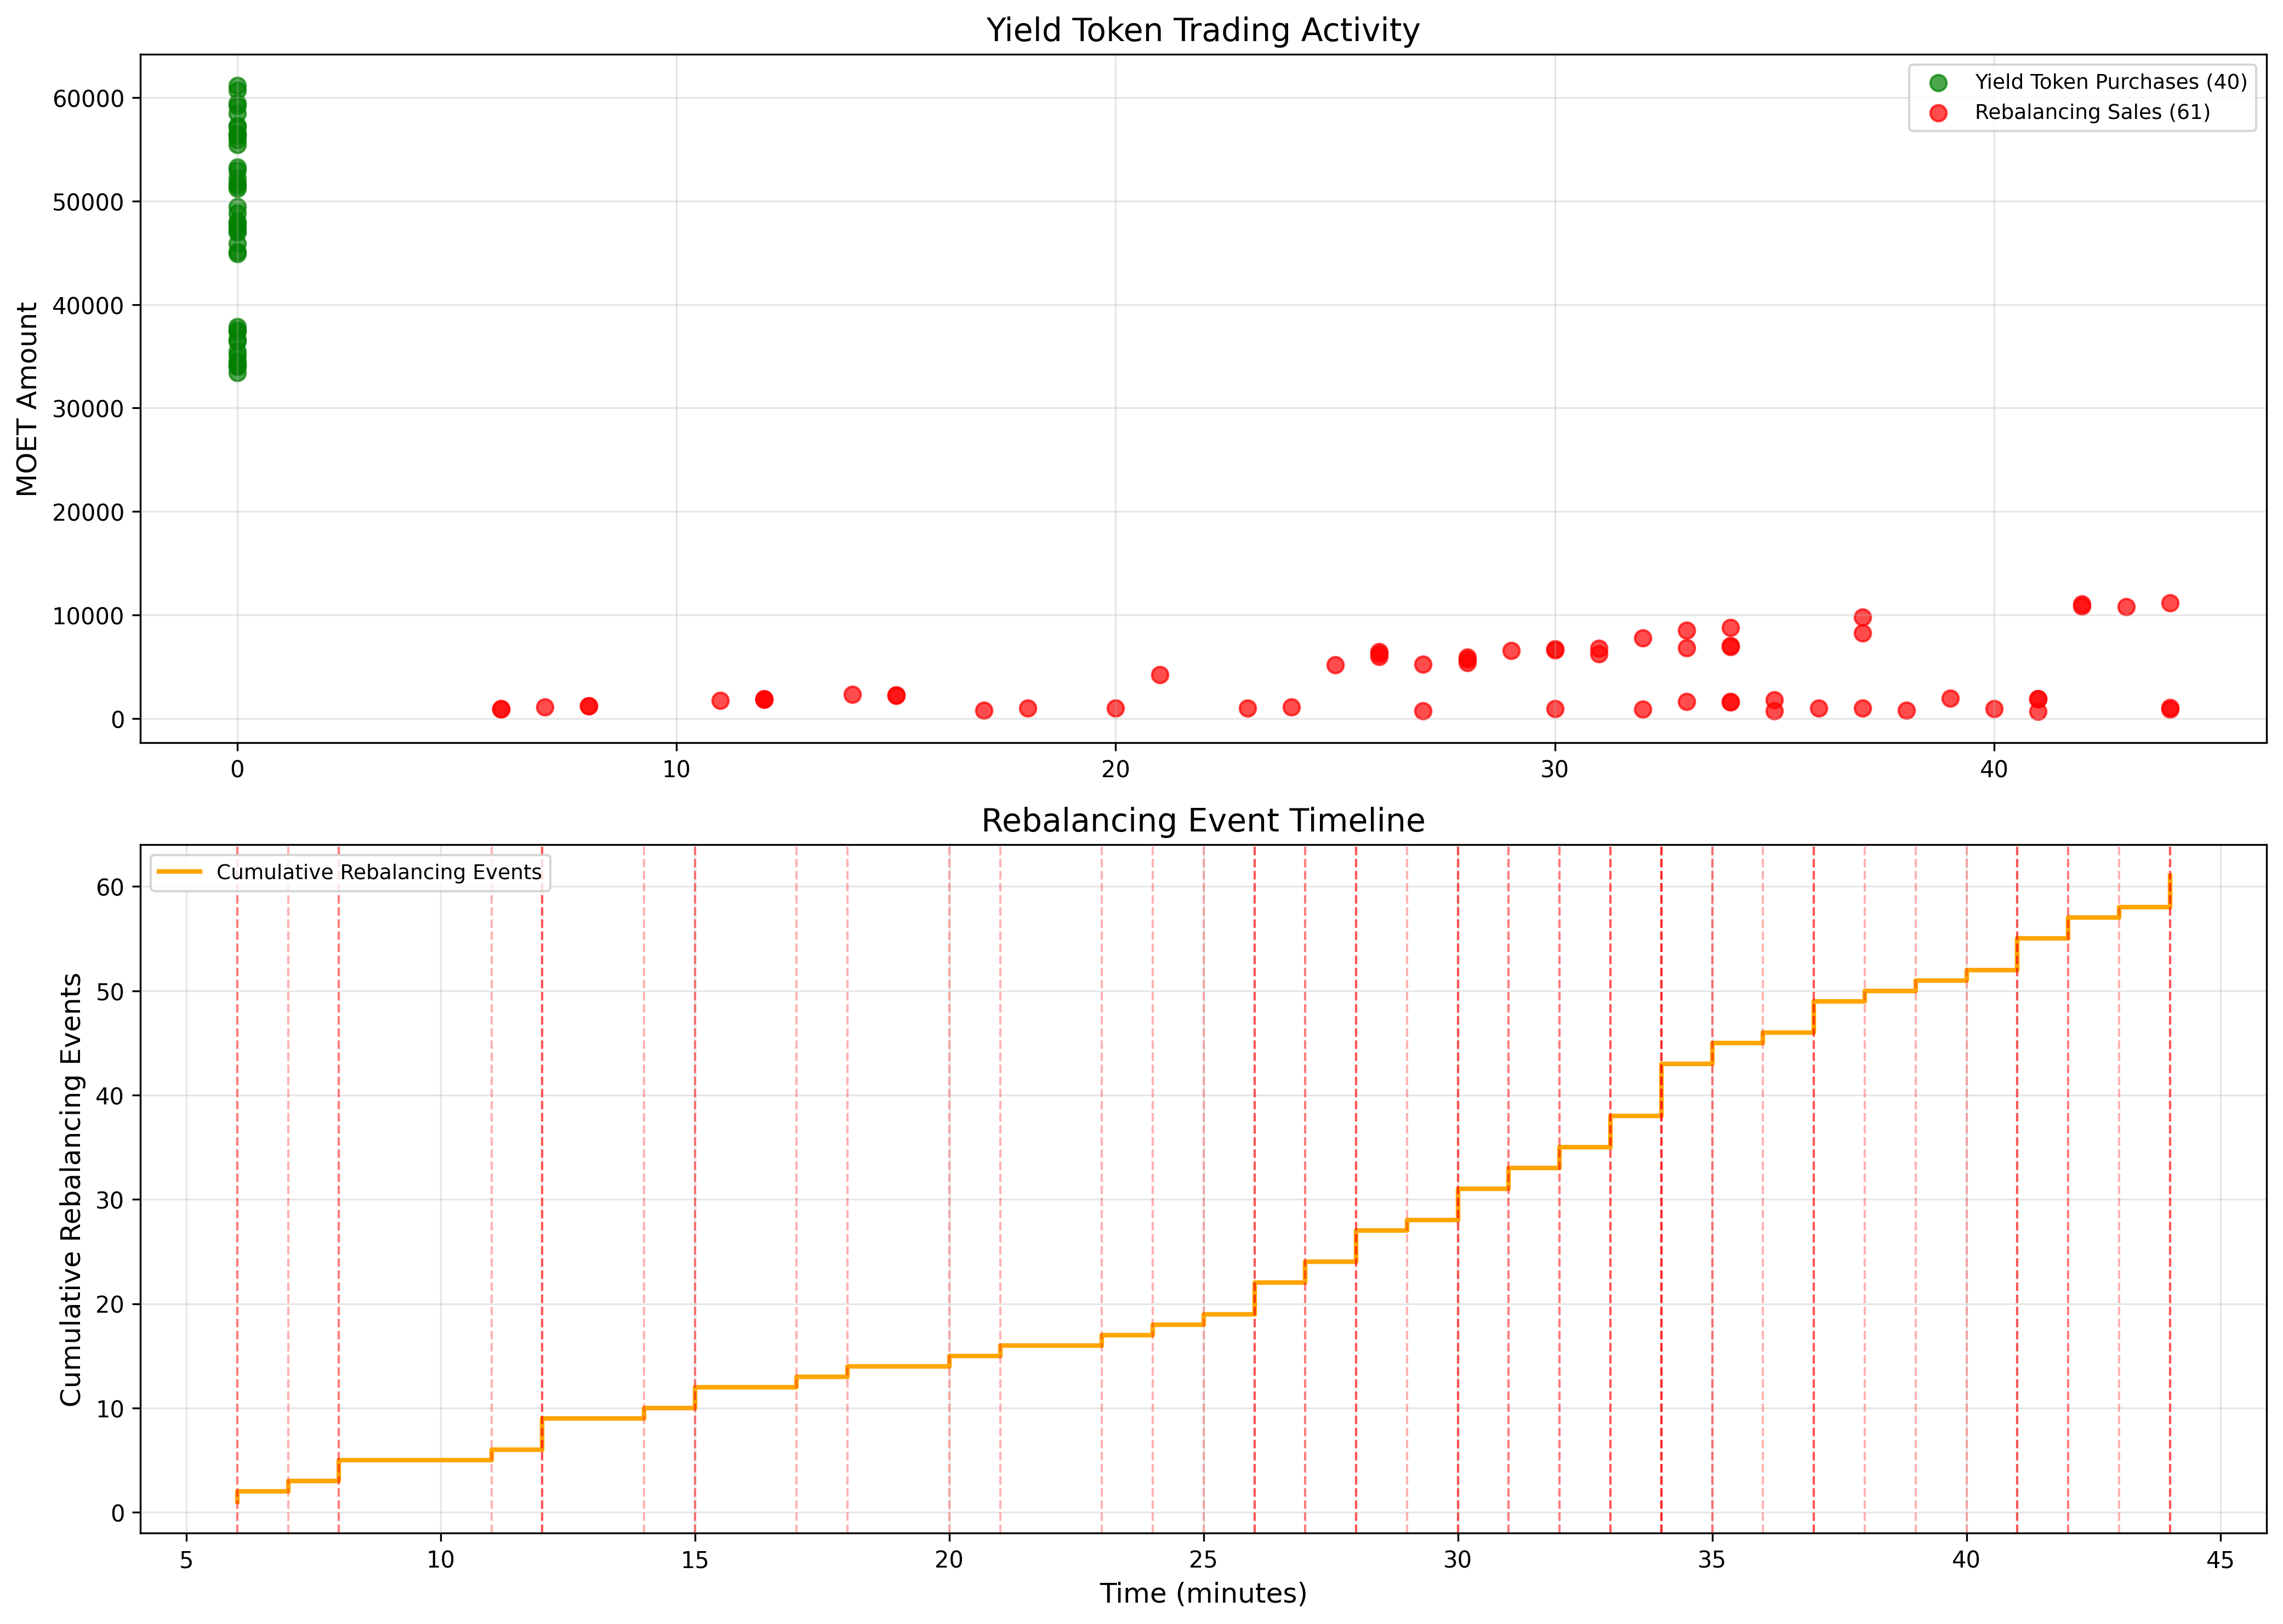 Yield Token Trading Activity
Yield Token Purchases (40)
Rebalancing Sales (61)
MOET Amount
60000
50000
40000
30000
20000
10000
0
0 10 20 30 40
Rebalancing Event Timeline
Cumulative Rebalancing Events
Cumulative Rebalancing Events
60
50
40
30
20
10
0
5 10 15 20 25 30 35 40 45
Time (minutes)